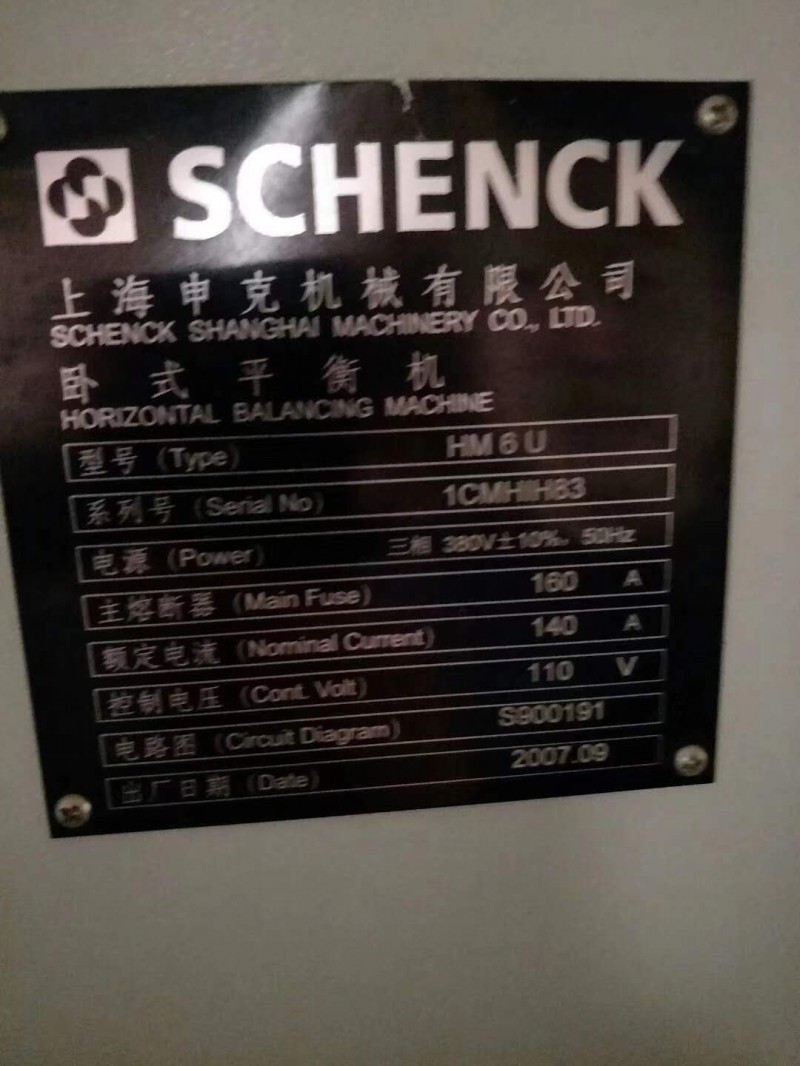 SCHENCK
上海申克机械有限公司
SCHENCK SHANGHAI MACHINERY CO., LTD.
卧式平衡机
HORIZONTAL BALANCING MACHINE
型号 (Type) HM 6 U
系列号 (Serial No) 1CMHIH83
电源 (Power) 三相 380V±10%。 50Hz
主熔断器 (Main Fuse) 160 A
额定电流 (Nominal Current) 140 A
控制电压 (Cont. Volt) 110 V
电路图 (Circuit Diagram) S900191
出厂日期 (Date) 2007.09